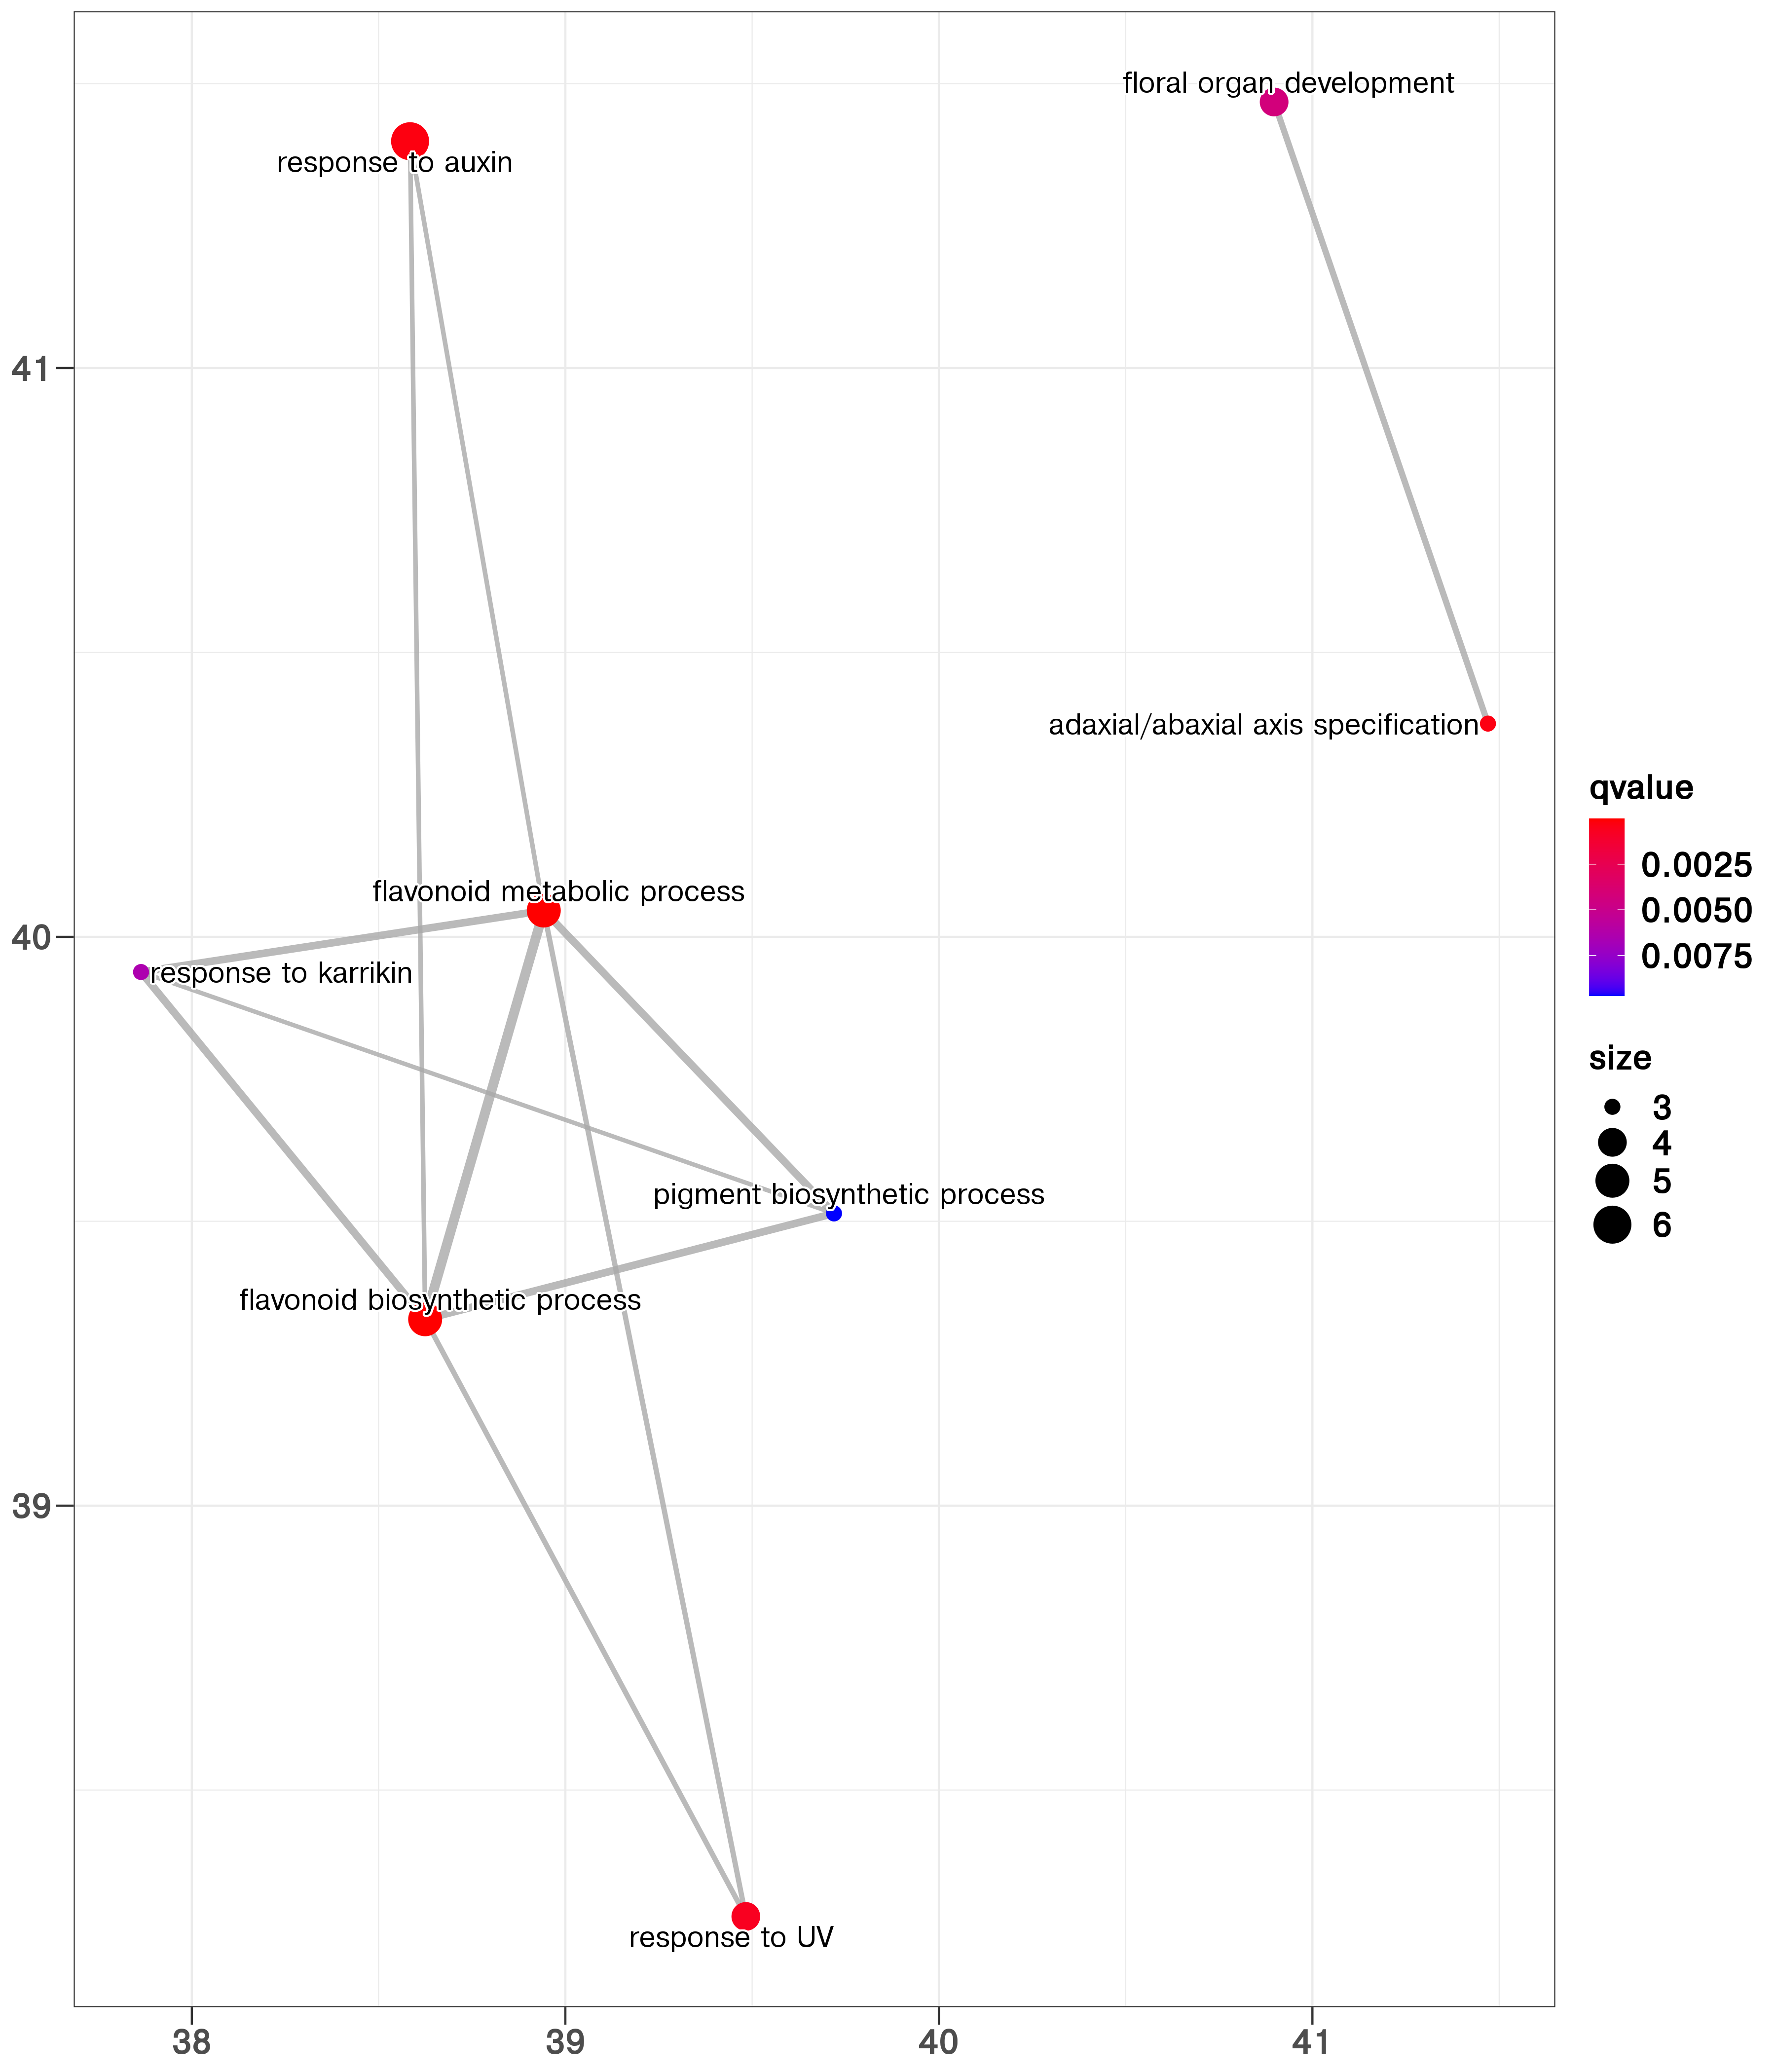 floral organ development
response to auxin
41
adaxial/abaxial axis specification
qvalue
0.0025
0.0050
0.0075
flavonoid metabolic process
40
response to karrikin
size
3
4
5
6
pigment biosynthetic process
flavonoid biosynthetic process
39
response to UV
38
39
40
41